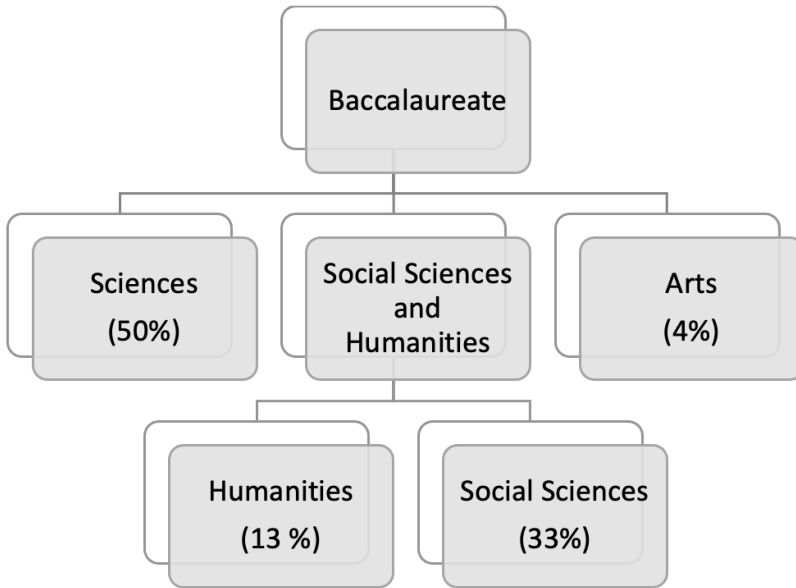 Baccalaureate
Sciences
(50%)
Social Sciences
and
Humanities
Arts
(4%)
Humanities
(13 %)
Social Sciences
(33%)